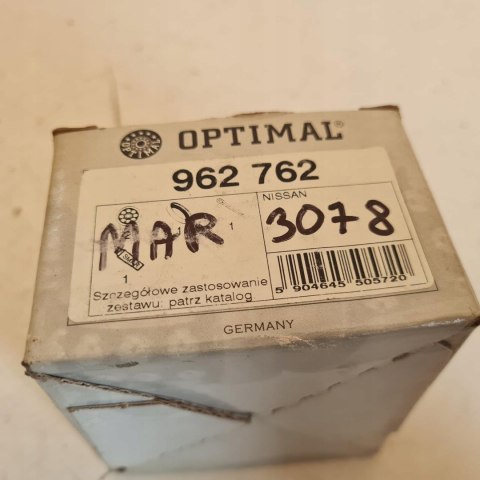 OPTIMAL®
962 762
NISSAN
MAR
1
3078
1
Szczegółowe zastosowanie
zestawu: patrz katalog
5 904645 505720
GERMANY